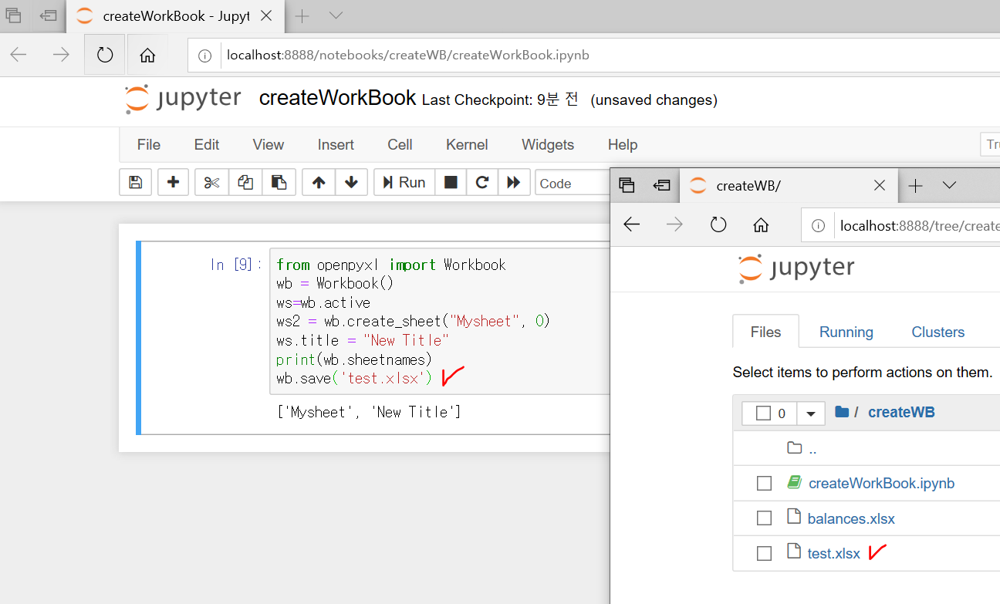 createWorkBook - Jupyt
localhost:8888/notebooks/createWB/createWorkBook.ipynb
jupyter createWorkBook Last Checkpoint: 9분 전 (unsaved changes)
File Edit View Insert Cell Kernel Widgets Help
Run Code
In [9]:
from openpyxl import Workbook
wb = Workbook()
ws=wb.active
ws2 = wb.create_sheet("Mysheet", 0)
ws.title = "New Title"
print(wb.sheetnames)
wb.save('test.xlsx')
['Mysheet', 'New Title']
createWB/
localhost:8888/tree/create
jupyter
Files Running Clusters
Select items to perform actions on them.
0 / createWB
..
createWorkBook.ipynb
balances.xlsx
test.xlsx